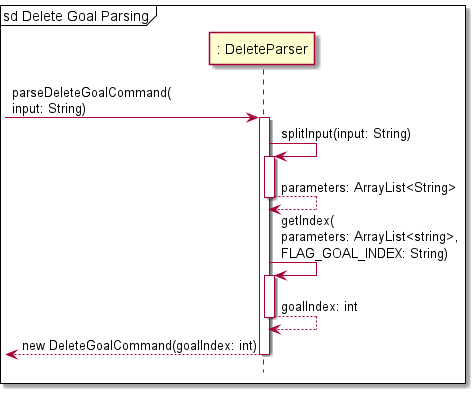 sd Delete Goal Parsing
: DeleteParser
parseDeleteGoalCommand(
input: String)
splitInput(input: String)
parameters: ArrayList<String>
getIndex(
parameters: ArrayList<string>,
FLAG_GOAL_INDEX: String)
goalIndex: int
new DeleteGoalCommand(goalIndex: int)